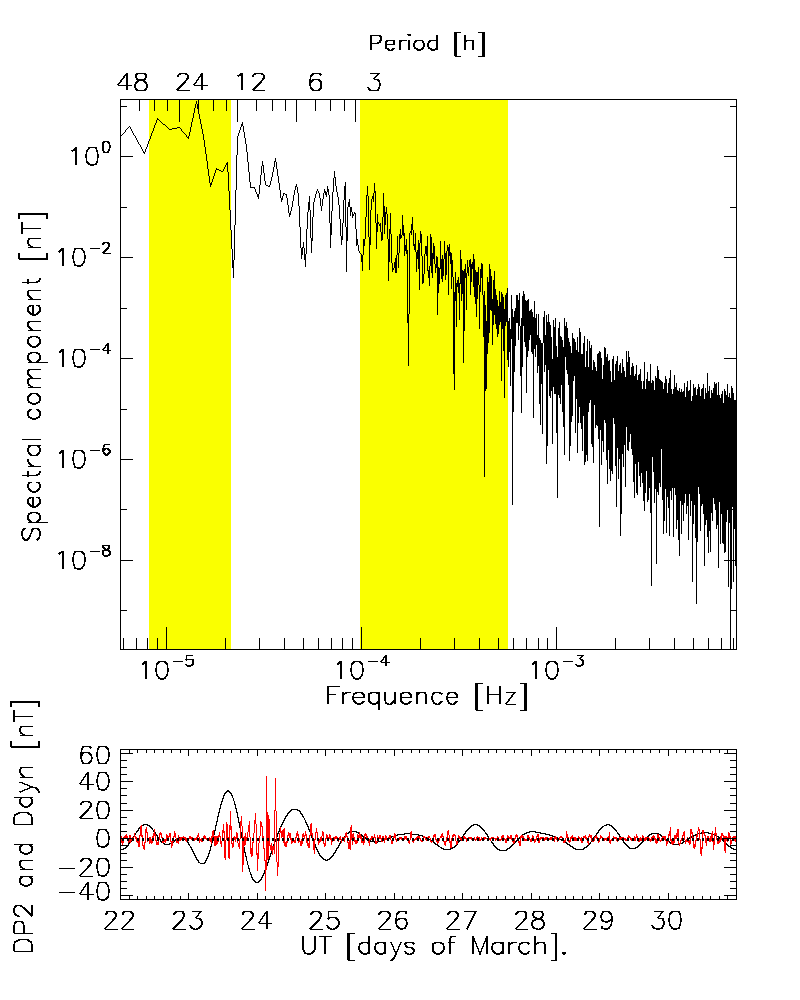 Period [h]
48 24 12 6 3
10⁰
10⁻²
10⁻⁴
10⁻⁶
10⁻⁸
Spectral component [nT]
10⁻⁵ 10⁻⁴ 10⁻³
Frequence [Hz]
60
40
20
0
−20
−40
DP2 and Ddyn [nT]
22 23 24 25 26 27 28 29 30
UT [days of March].